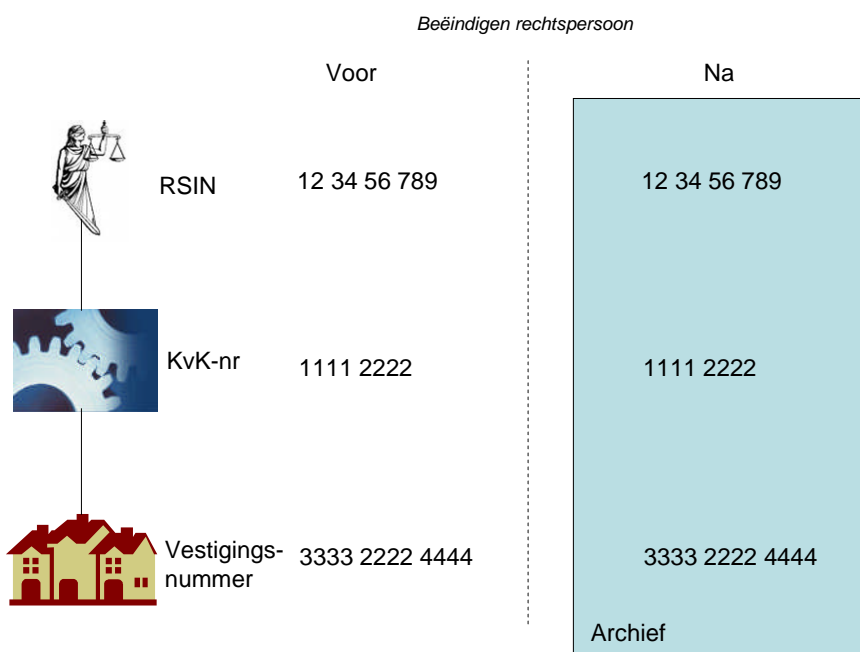 Beëindigen rechtspersoon
Voor
Na
RSIN
12 34 56 789
12 34 56 789
KvK-nr
1111 2222
1111 2222
Vestigings-
nummer
3333 2222 4444
3333 2222 4444
Archief